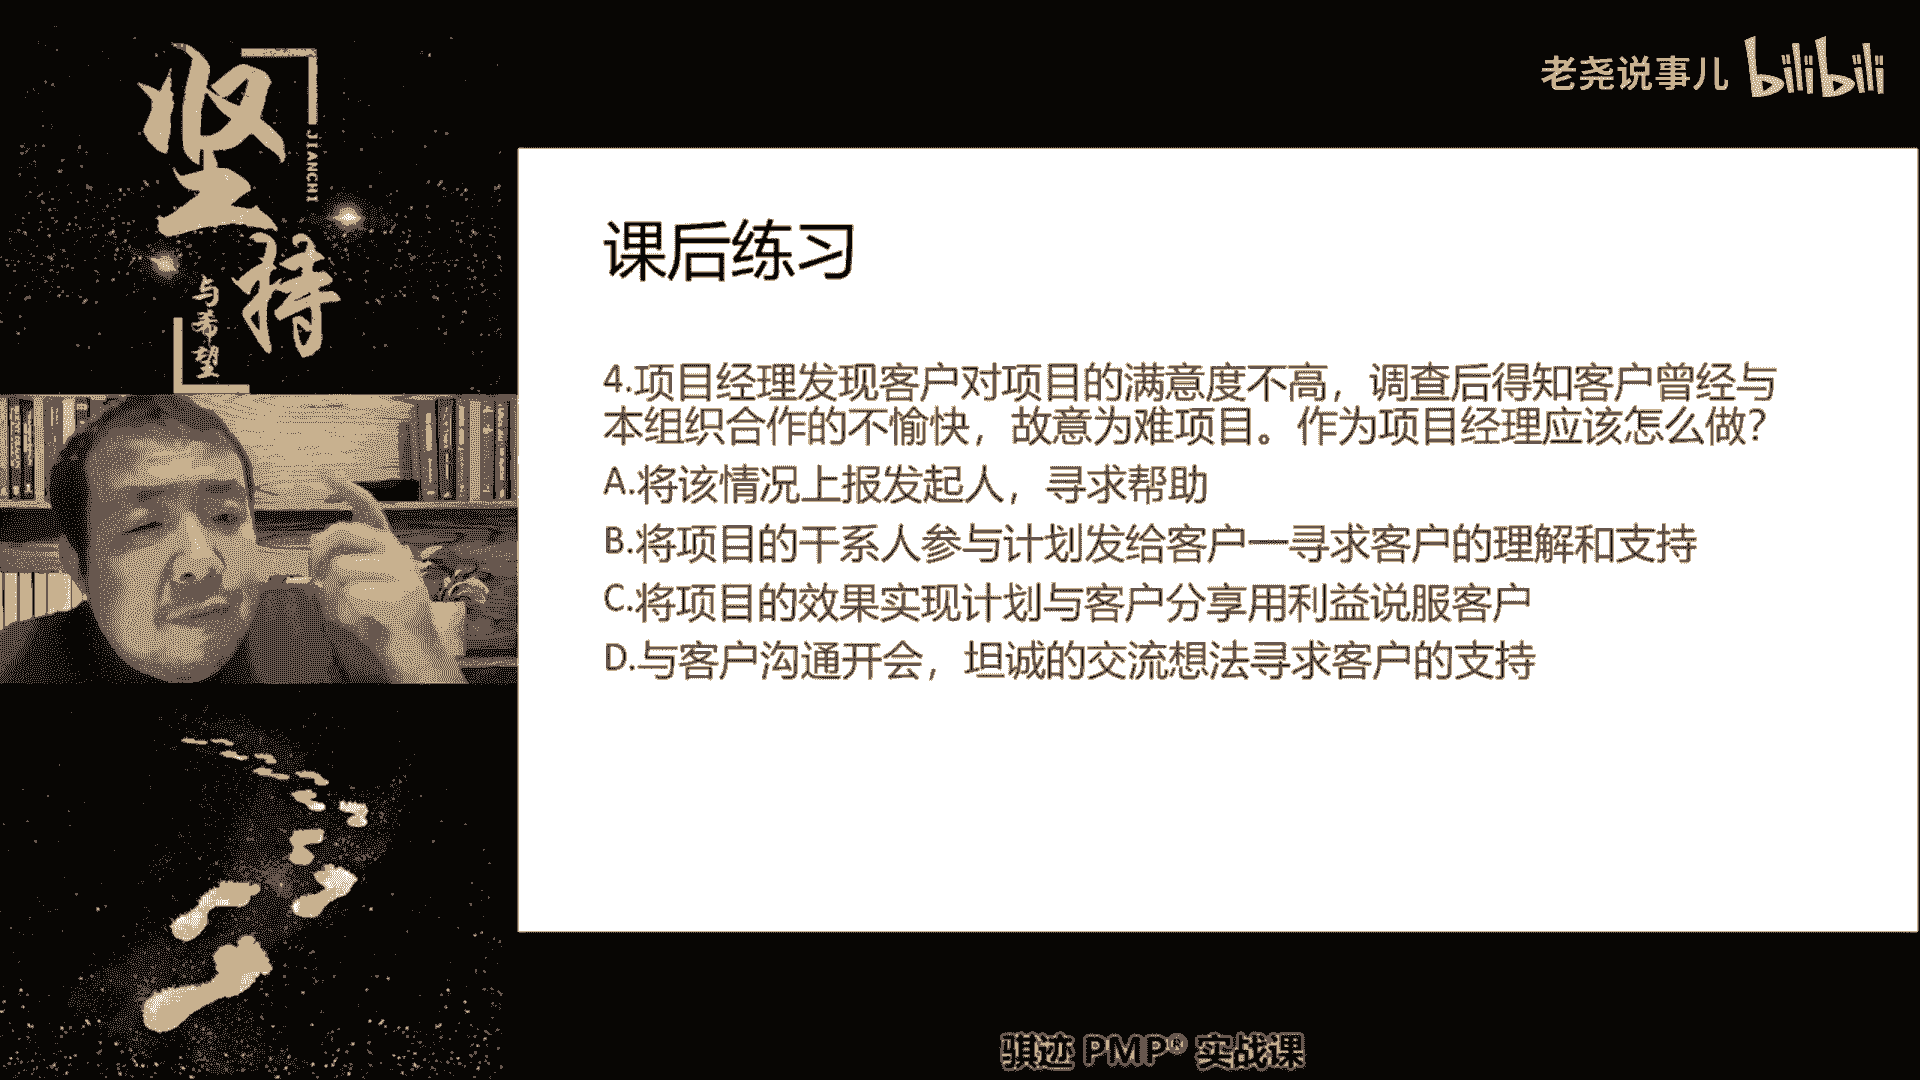 坚持
JIANCHI
与希望
老尧说事儿 bilibili
课后练习
4.项目经理发现客户对项目的满意度不高，调查后得知客户曾经与
本组织合作的不愉快，故意为难项目。作为项目经理应该怎么做？
A.将该情况上报发起人，寻求帮助
B.将项目的干系人参与计划发给客户一寻求客户的理解和支持
C.将项目的效果实现计划与客户分享用利益说服客户
D.与客户沟通开会，坦诚的交流想法寻求客户的支持
骐迹 PMP® 实战课